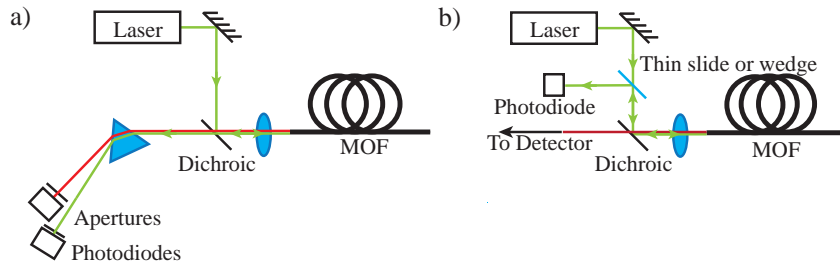 a)
Laser
Dichroic
MOF
Apertures
Photodiodes
b)
Laser
Thin slide or wedge
Photodiode
To Detector
Dichroic
MOF